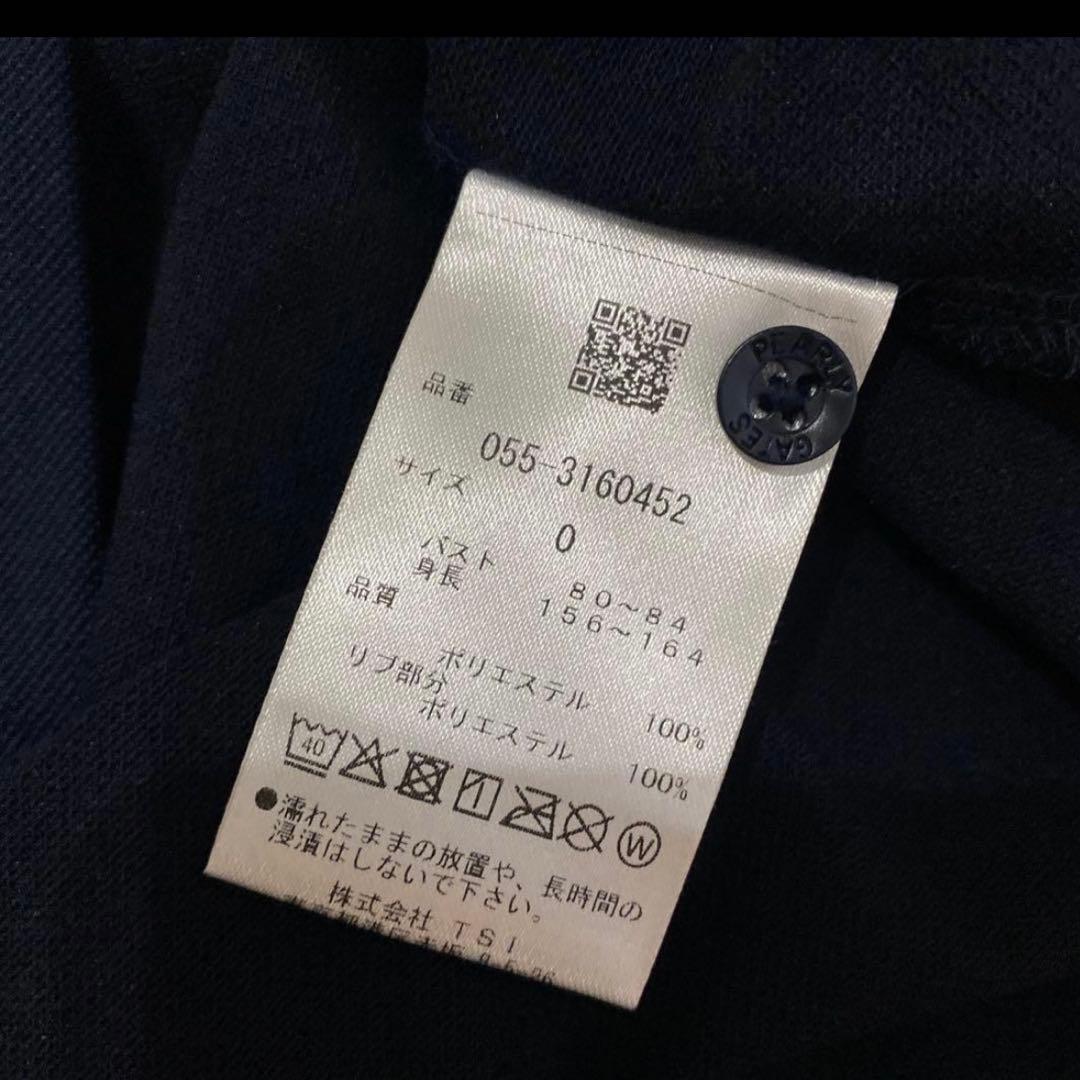 PEARLY
GATES
品番
055-3160452
サイズ
0
バスト
80～84
身長
156～164
品質
ポリエステル 100%
リブ部分
ポリエステル 100%
40
W
●濡れたままの放置や、長時間の
浸漬はしないで下さい。
株式会社 TSI